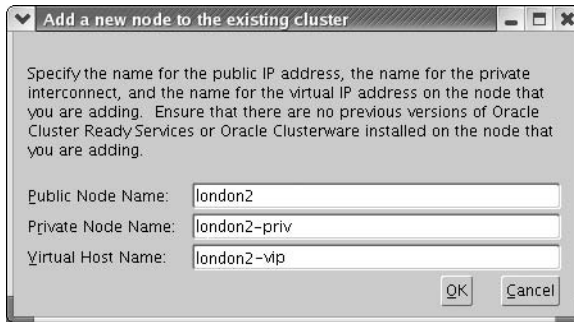 Add a new node to the existing cluster
Specify the name for the public IP address, the name for the private
interconnect, and the name for the virtual IP address on the node that
you are adding. Ensure that there are no previous versions of Oracle
Cluster Ready Services or Oracle Clusterware installed on the node that
you are adding.
Public Node Name: london2
Private Node Name: london2-priv
Virtual Host Name: london2-vip
OK Cancel